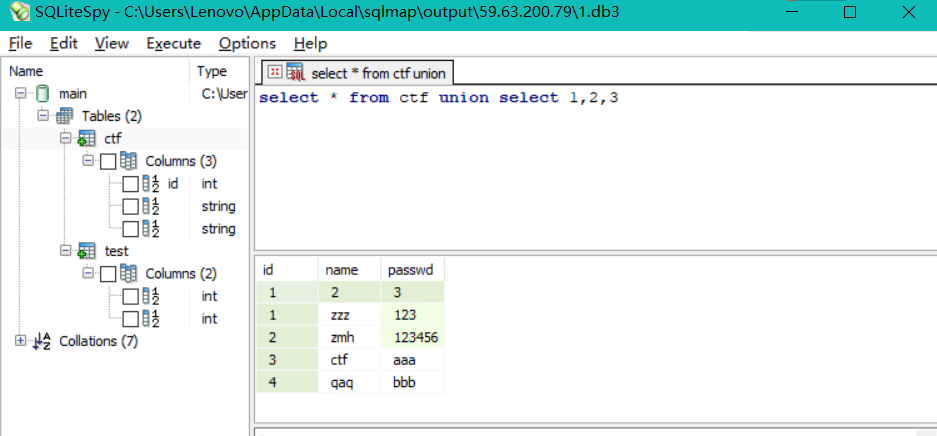 SQLiteSpy - C:\Users\Lenovo\AppData\Local\sqlmap\output\59.63.200.79\1.db3
File Edit View Execute Options Help
Name Type
main C:\User
Tables (2)
ctf
Columns (3)
id int
string
string
test
Columns (2)
int
int
Collations (7)
select * from ctf union
select * from ctf union select 1,2,3
id name passwd
1 2 3
1 zzz 123
2 zmh 123456
3 ctf aaa
4 qaq bbb